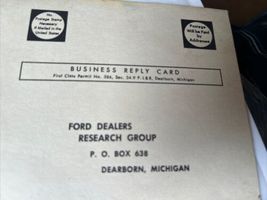 No
Postage Stamp
Necessary
If Mailed in the
United States
Postage
Will be Paid
by
Addressee
BUSINESS REPLY CARD
First Class Permit No. 386, Sec. 34.9 P.L&R, Dearborn, Michigan
FORD DEALERS
RESEARCH GROUP
P. O. BOX 638
DEARBORN, MICHIGAN